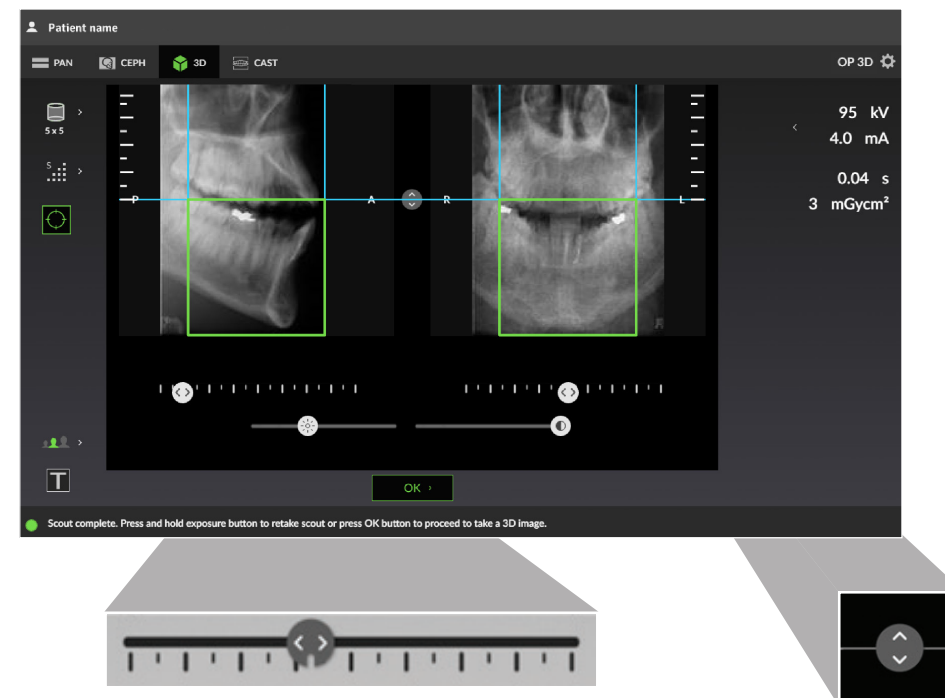 Patient name
PAN CEPH 3D CAST OP 3D
5 x 5
95 kV
4.0 mA
S
0.04 s
3 mGycm²
P A R L
OK
T
Scout complete. Press and hold exposure button to retake scout or press OK button to proceed to take a 3D image.